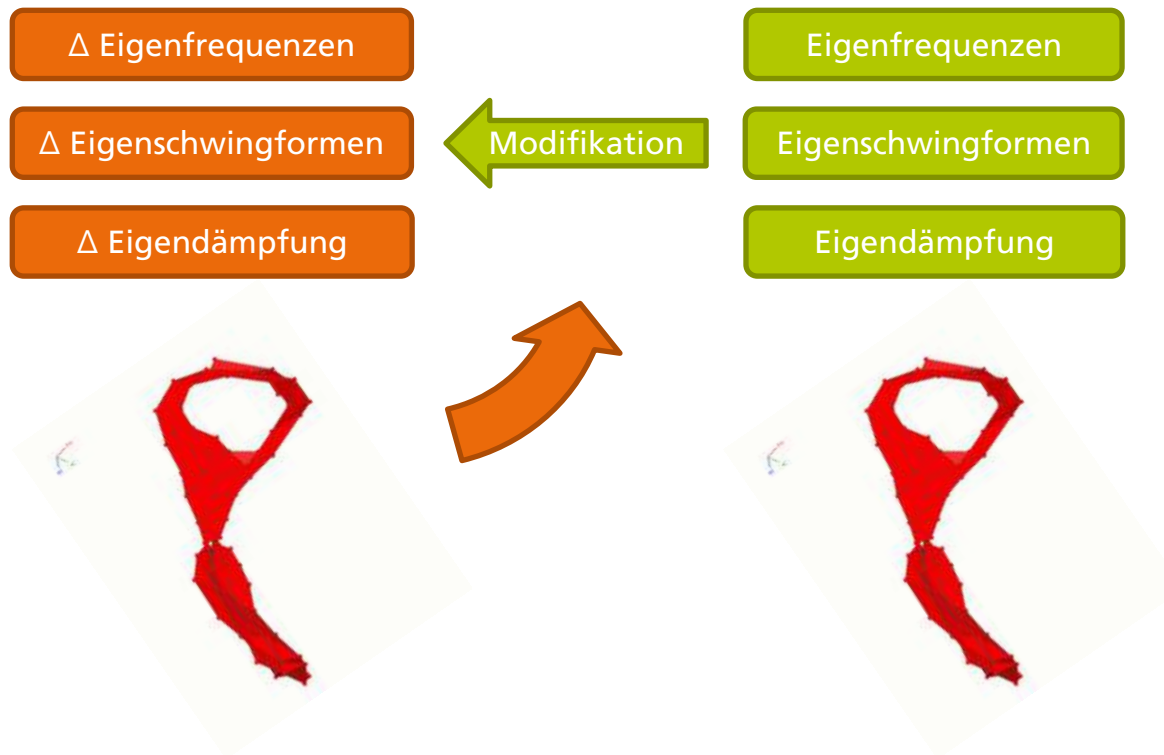 Δ Eigenfrequenzen
Eigenfrequenzen
Δ Eigenschwingformen
Modifikation
Eigenschwingformen
Δ Eigendämpfung
Eigendämpfung